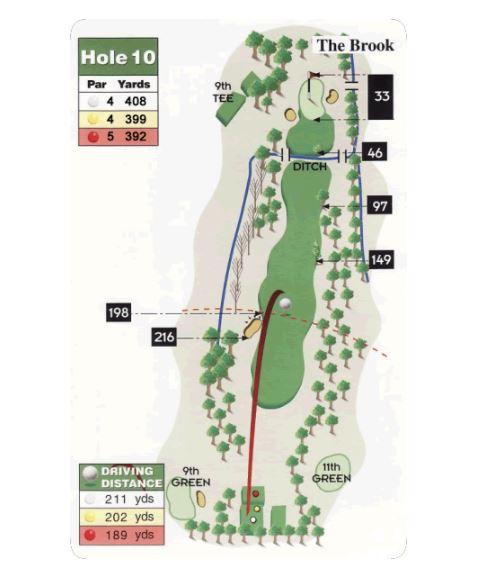 Hole 10
Par Yards
4 408
4 399
5 392
The Brook
9th
TEE
33
46
DITCH
97
149
198
216
9th
GREEN
11th
GREEN
DRIVING
DISTANCE
211 yds
202 yds
189 yds